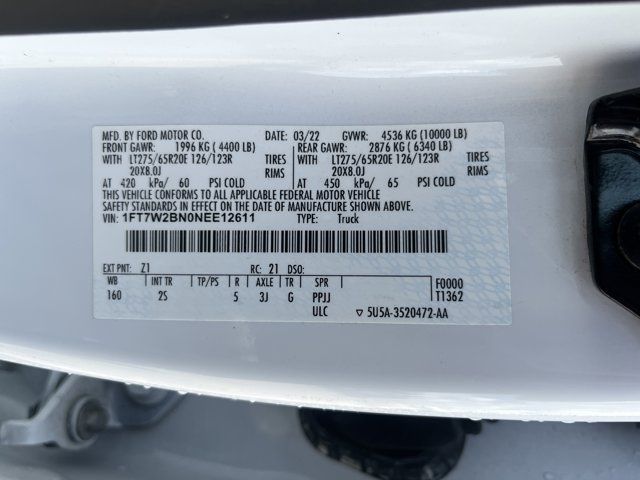 MFD. BY FORD MOTOR CO. DATE: 03/22 GVWR: 4536 KG (10000 LB)
FRONT GAWR: 1996 KG ( 4400 LB) REAR GAWR: 2876 KG ( 6340 LB)
WITH LT275/65R20E 126/123R TIRES WITH LT275/65R20E 126/123R TIRES
20X8.0J RIMS 20X8.0J RIMS
AT 420 kPa/ 60 PSI COLD AT 450 kPa/ 65 PSI COLD
THIS VEHICLE CONFORMS TO ALL APPLICABLE FEDERAL MOTOR VEHICLE
SAFETY STANDARDS IN EFFECT ON THE DATE OF MANUFACTURE SHOWN ABOVE.
VIN: 1FT7W2BN0NEE12611 TYPE: Truck
EXT PNT: Z1 RC: 21 DSO:
WB INT TR TP/PS R AXLE TR SPR F0000
160 2S 5 3J G PPJJ T1362
ULC ▽ 5U5A-3520472-AA